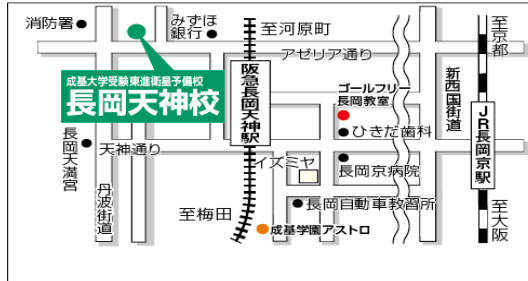 消防署
みずほ
銀行
至河原町
アゼリア通り
至京都
成基大学受験東進衛星予備校
長岡天神校
阪急長岡天神駅
ゴールフリー
長岡教室
新西国街道
JR長岡京駅
ひきだ歯科
長岡天満宮
天神通り
イズミヤ
長岡京病院
丹波街道
至梅田
長岡自動車教習所
至大阪
成基学園アストロ